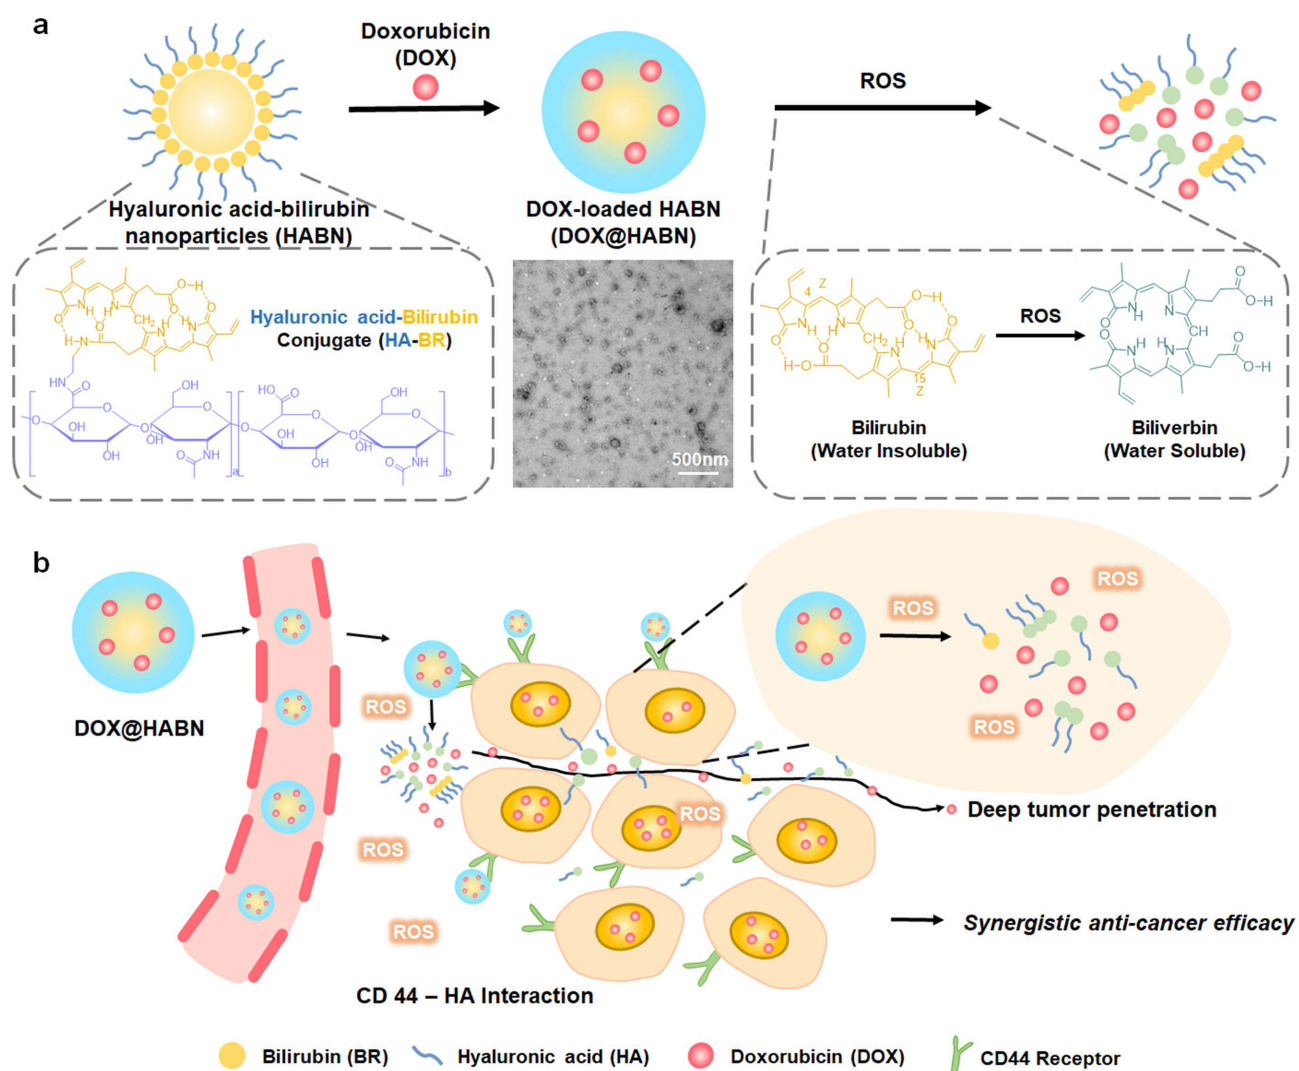 a
Doxorubicin
(DOX)
ROS
Hyaluronic acid-bilirubin
nanoparticles (HABN)
DOX-loaded HABN
(DOX@HABN)
Hyaluronic acid-Bilirubin
Conjugate (HA-BR)
500nm
4
Z
15
Z
ROS
Bilirubin
(Water Insoluble)
Biliverbin
(Water Soluble)
b
DOX@HABN
ROS
ROS
ROS
ROS
ROS
ROS
ROS
Deep tumor penetration
Synergistic anti-cancer efficacy
CD 44 – HA Interaction
Bilirubin (BR)
Hyaluronic acid (HA)
Doxorubicin (DOX)
CD44 Receptor